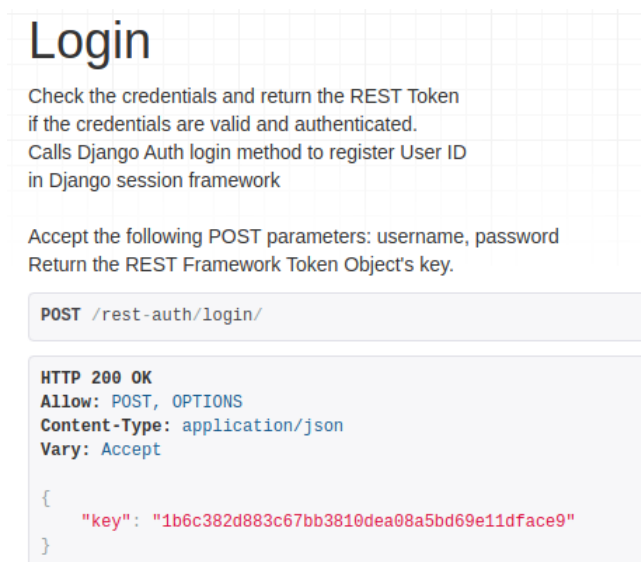 Login
Check the credentials and return the REST Token
if the credentials are valid and authenticated.
Calls Django Auth login method to register User ID
in Django session framework
Accept the following POST parameters: username, password
Return the REST Framework Token Object's key.
POST /rest-auth/login/
HTTP 200 OK
Allow: POST, OPTIONS
Content-Type: application/json
Vary: Accept
{
"key": "1b6c382d883c67bb3810dea08a5bd69e11dface9"
}